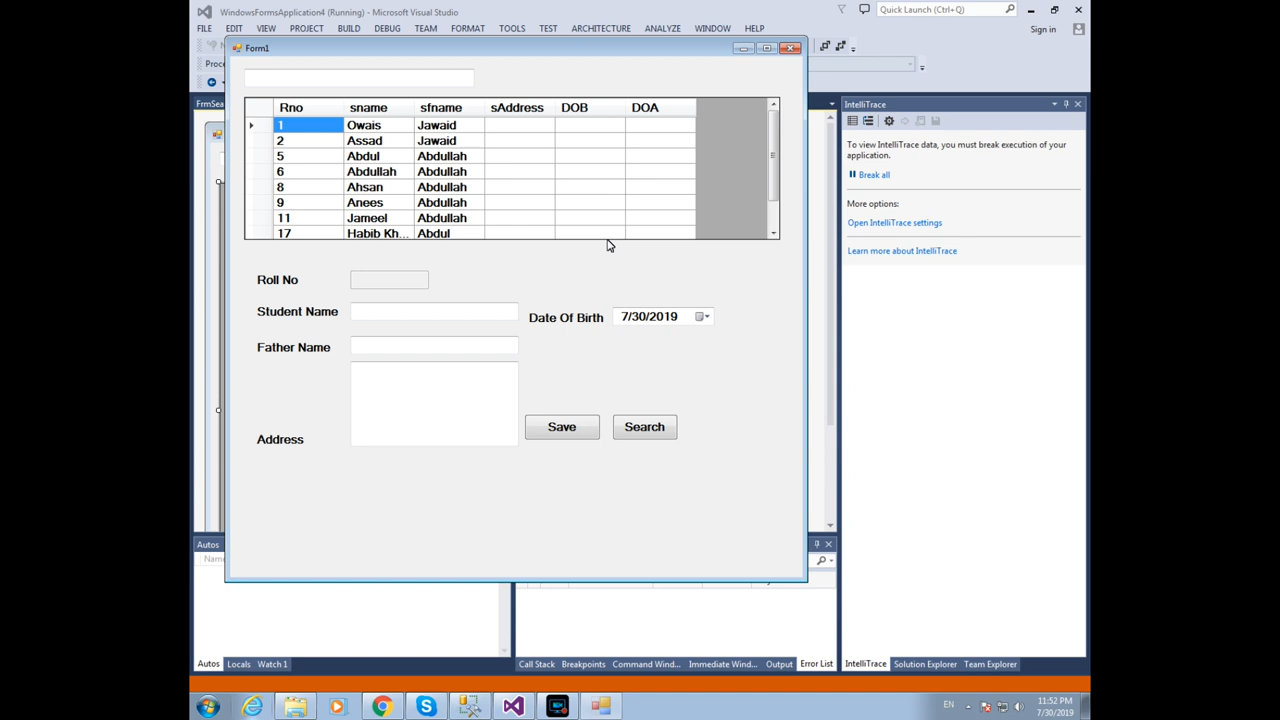 WindowsFormsApplication4 (Running) - Microsoft Visual Studio
Quick Launch (Ctrl+Q)
FILE EDIT VIEW PROJECT BUILD DEBUG TEAM FORMAT TOOLS TEST ARCHITECTURE ANALYZE WINDOW HELP
Sign in
Form1
IntelliTrace
Rno sname sfname sAddress DOB DOA
1 Owais Jawaid
2 Assad Jawaid
5 Abdul Abdullah
6 Abdullah Abdullah
8 Ahsan Abdullah
9 Anees Abdullah
11 Jameel Abdullah
17 Habib Kh... Abdul
To view IntelliTrace data, you must break execution of your
application.
Break all
More options:
Open IntelliTrace settings
Learn more about IntelliTrace
Roll No
Student Name
Date Of Birth 7/30/2019
Father Name
Address
Save Search
Autos
Autos Locals Watch 1
Call Stack Breakpoints Command Wind... Immediate Wind... Output Error List
IntelliTrace Solution Explorer Team Explorer
EN
11:52 PM
7/30/2019